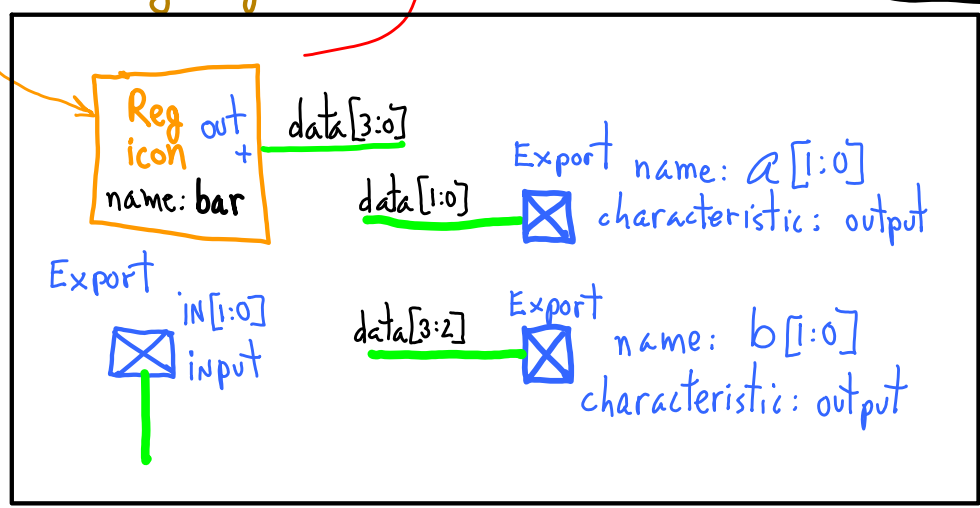 Reg
icon
out
+
name: bar
data[3:0]
data[1:0]
Export
name: a[1:0]
characteristic: output
Export
IN[1:0]
input
data[3:2]
Export
name: b[1:0]
characteristic: output